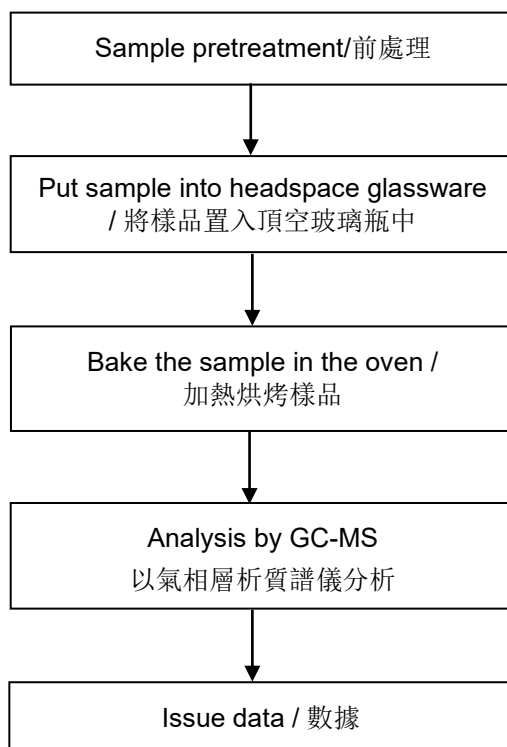 Sample pretreatment/前處理
Put sample into headspace glassware
/ 將樣品置入頂空玻璃瓶中
Bake the sample in the oven /
加熱烘烤樣品
Analysis by GC-MS
以氣相層析質譜儀分析
Issue data / 數據